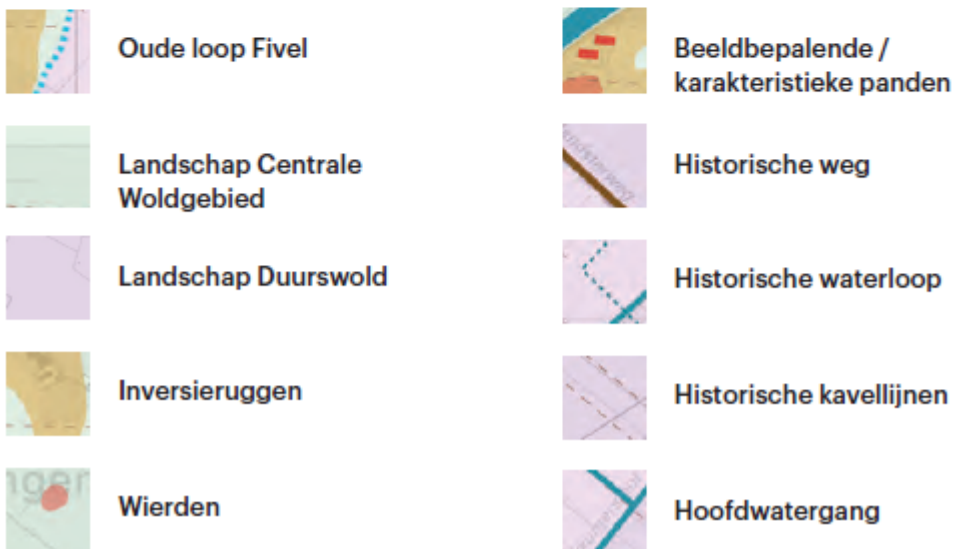 Oude loop Fivel
Landschap Centrale
Woldgebied
Landschap Duurswold
Inversieruggen
Wierden
Beeldbepalende /
karakteristieke panden
Historische weg
Historische waterloop
Historische kavellijnen
Hoofdwatergang